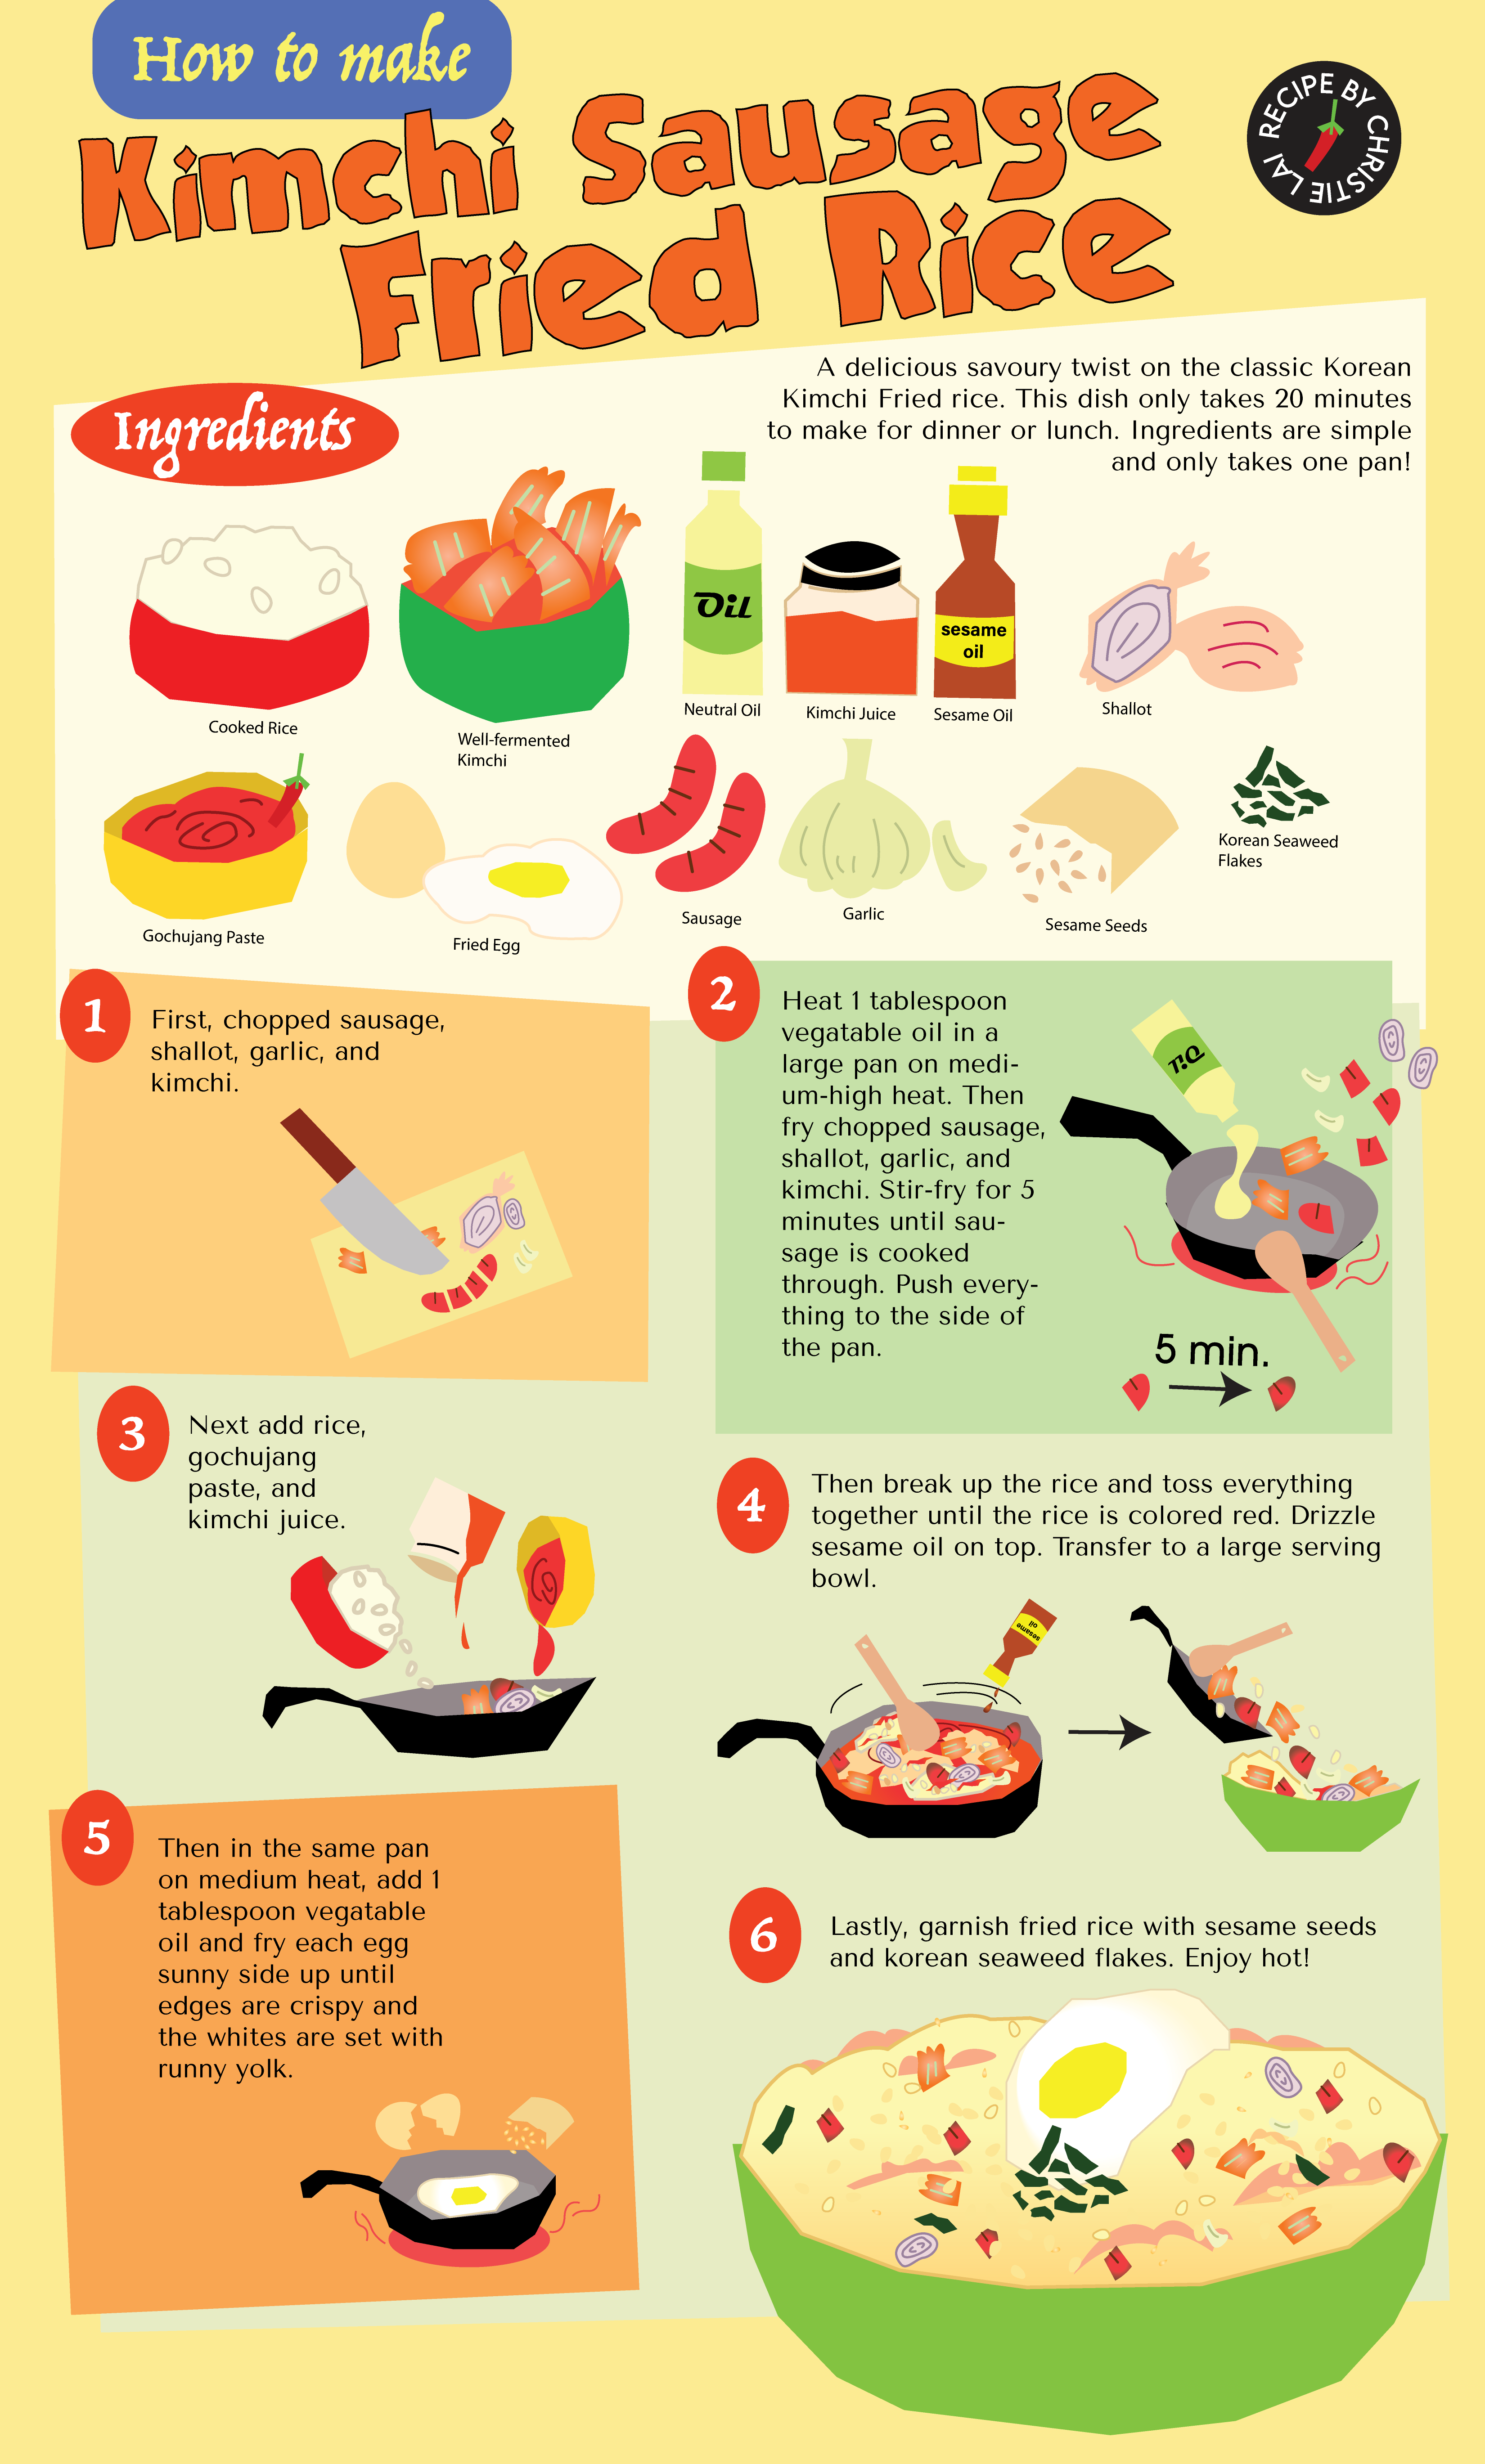 How to make
Kimchi Sausage
Fried Rice
RECIPE BY CHRISTIE LAI
A delicious savoury twist on the classic Korean
Kimchi Fried rice. This dish only takes 20 minutes
to make for dinner or lunch. Ingredients are simple
and only takes one pan!
Ingredients
Oil
sesame
oil
Cooked Rice
Well-fermented
Kimchi
Neutral Oil
Kimchi Juice
Sesame Oil
Shallot
Gochujang Paste
Fried Egg
Sausage
Garlic
Sesame Seeds
Korean Seaweed
Flakes
1
First, chopped sausage,
shallot, garlic, and
kimchi.
2
Heat 1 tablespoon
vegatable oil in a
large pan on medi-
um-high heat. Then
fry chopped sausage,
shallot, garlic, and
kimchi. Stir-fry for 5
minutes until sau-
sage is cooked
through. Push every-
thing to the side of
the pan.
Oil
5 min.
3
Next add rice,
gochujang
paste, and
kimchi juice.
4
Then break up the rice and toss everything
together until the rice is colored red. Drizzle
sesame oil on top. Transfer to a large serving
bowl.
sesame
oil
5
Then in the same pan
on medium heat, add 1
tablespoon vegatable
oil and fry each egg
sunny side up until
edges are crispy and
the whites are set with
runny yolk.
6
Lastly, garnish fried rice with sesame seeds
and korean seaweed flakes. Enjoy hot!